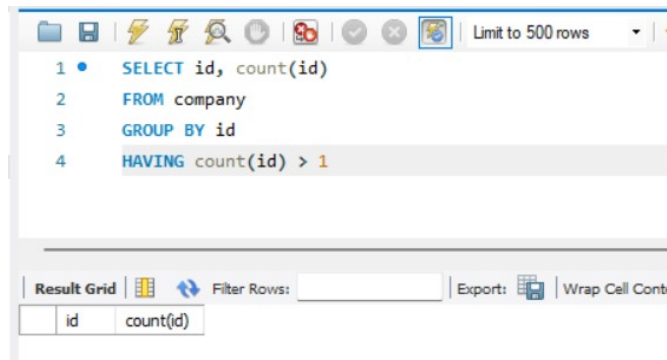 Limit to 500 rows
1 SELECT id, count(id)
2 FROM company
3 GROUP BY id
4 HAVING count(id) > 1
Result Grid Filter Rows: Export: Wrap Cell Conte
id count(id)